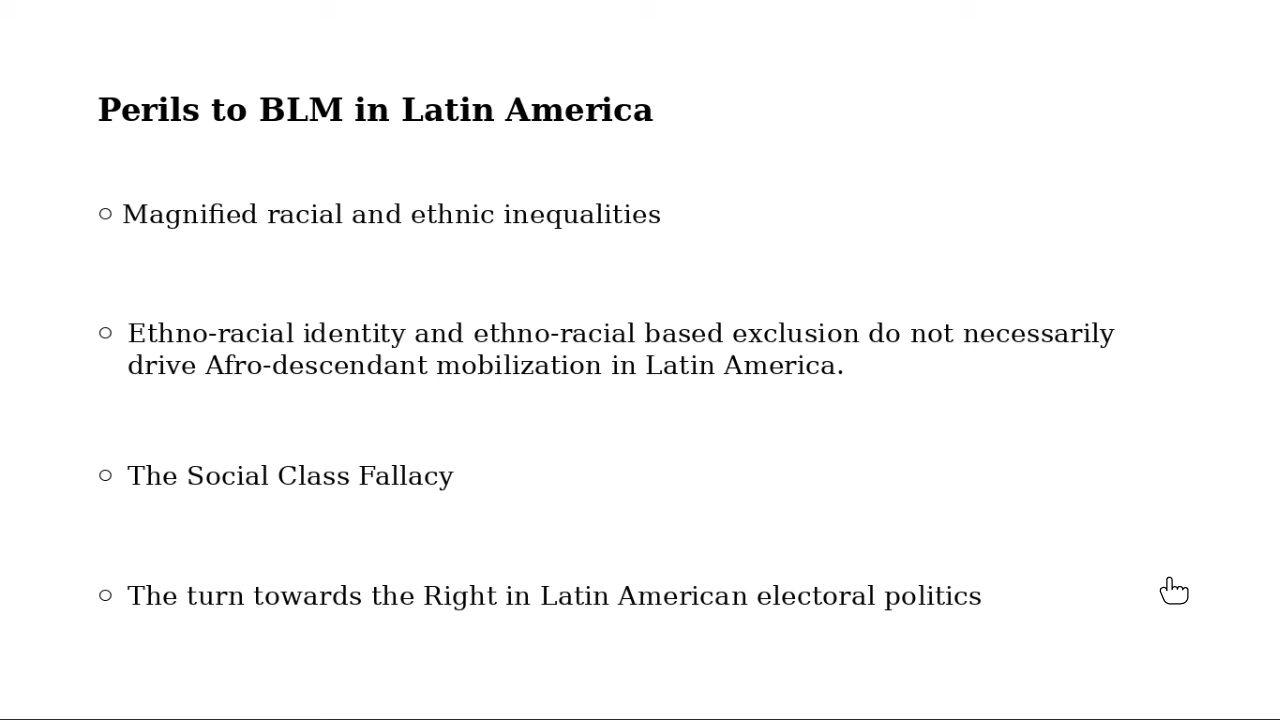 Perils to BLM in Latin America
○ Magnified racial and ethnic inequalities
○ Ethno-racial identity and ethno-racial based exclusion do not necessarily
drive Afro-descendant mobilization in Latin America.
○ The Social Class Fallacy
○ The turn towards the Right in Latin American electoral politics